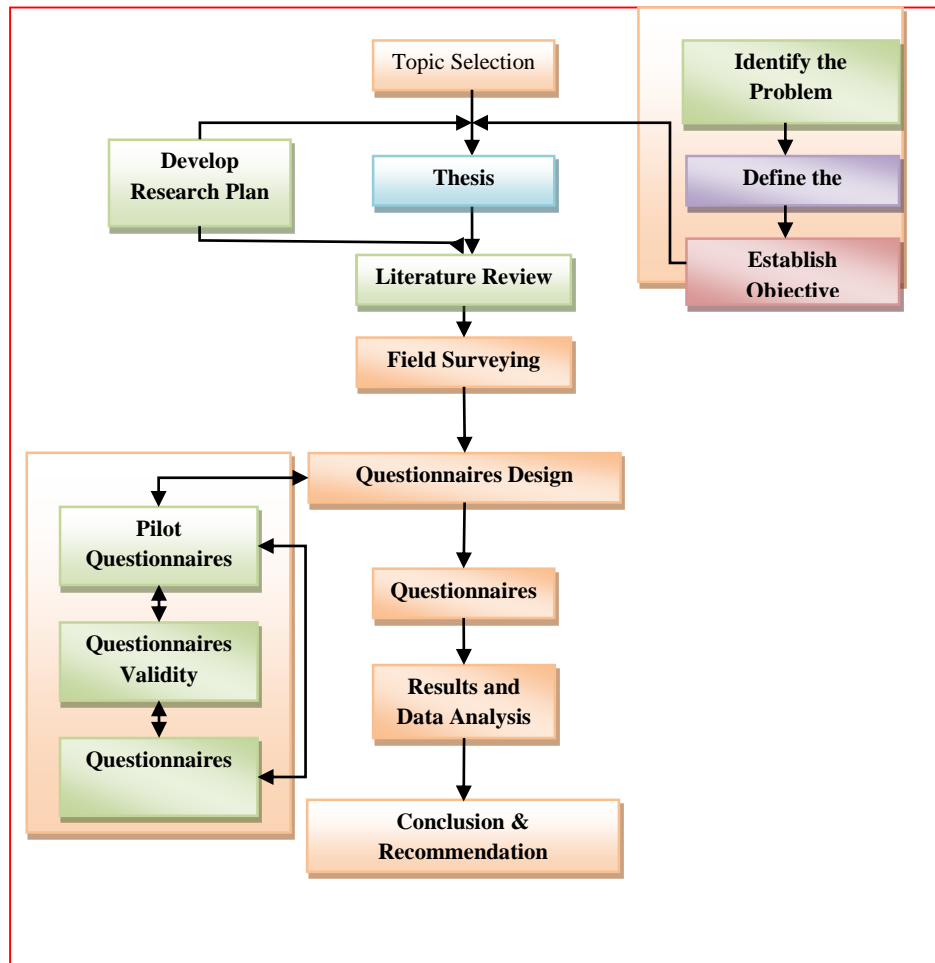 Topic Selection
Identify the
Problem
Develop
Research Plan
Thesis
Define the
Establish
Objective
Literature Review
Field Surveying
Questionnaires Design
Pilot
Questionnaires
Questionnaires
Questionnaires
Validity
Results and
Data Analysis
Questionnaires
Conclusion &
Recommendation